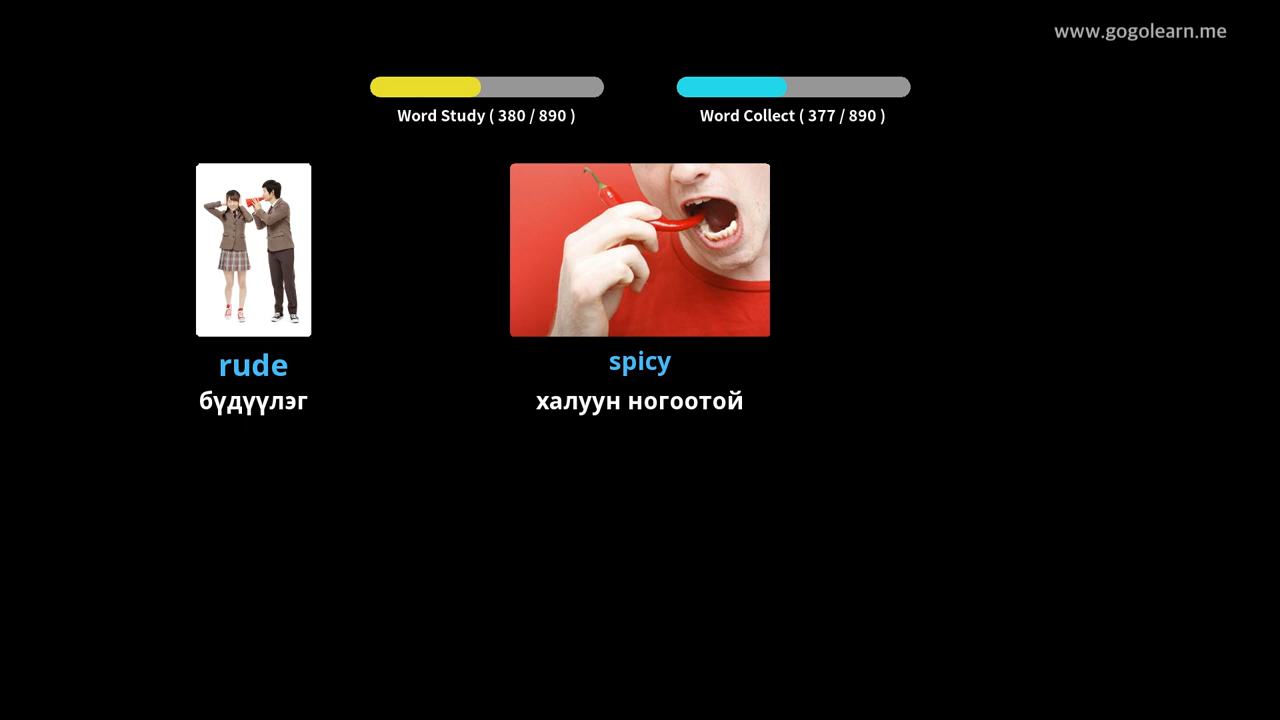 www.gogolearn.me
Word Study ( 380 / 890 )
Word Collect ( 377 / 890 )
rude
бүдүүлэг
spicy
халуун ногоотой